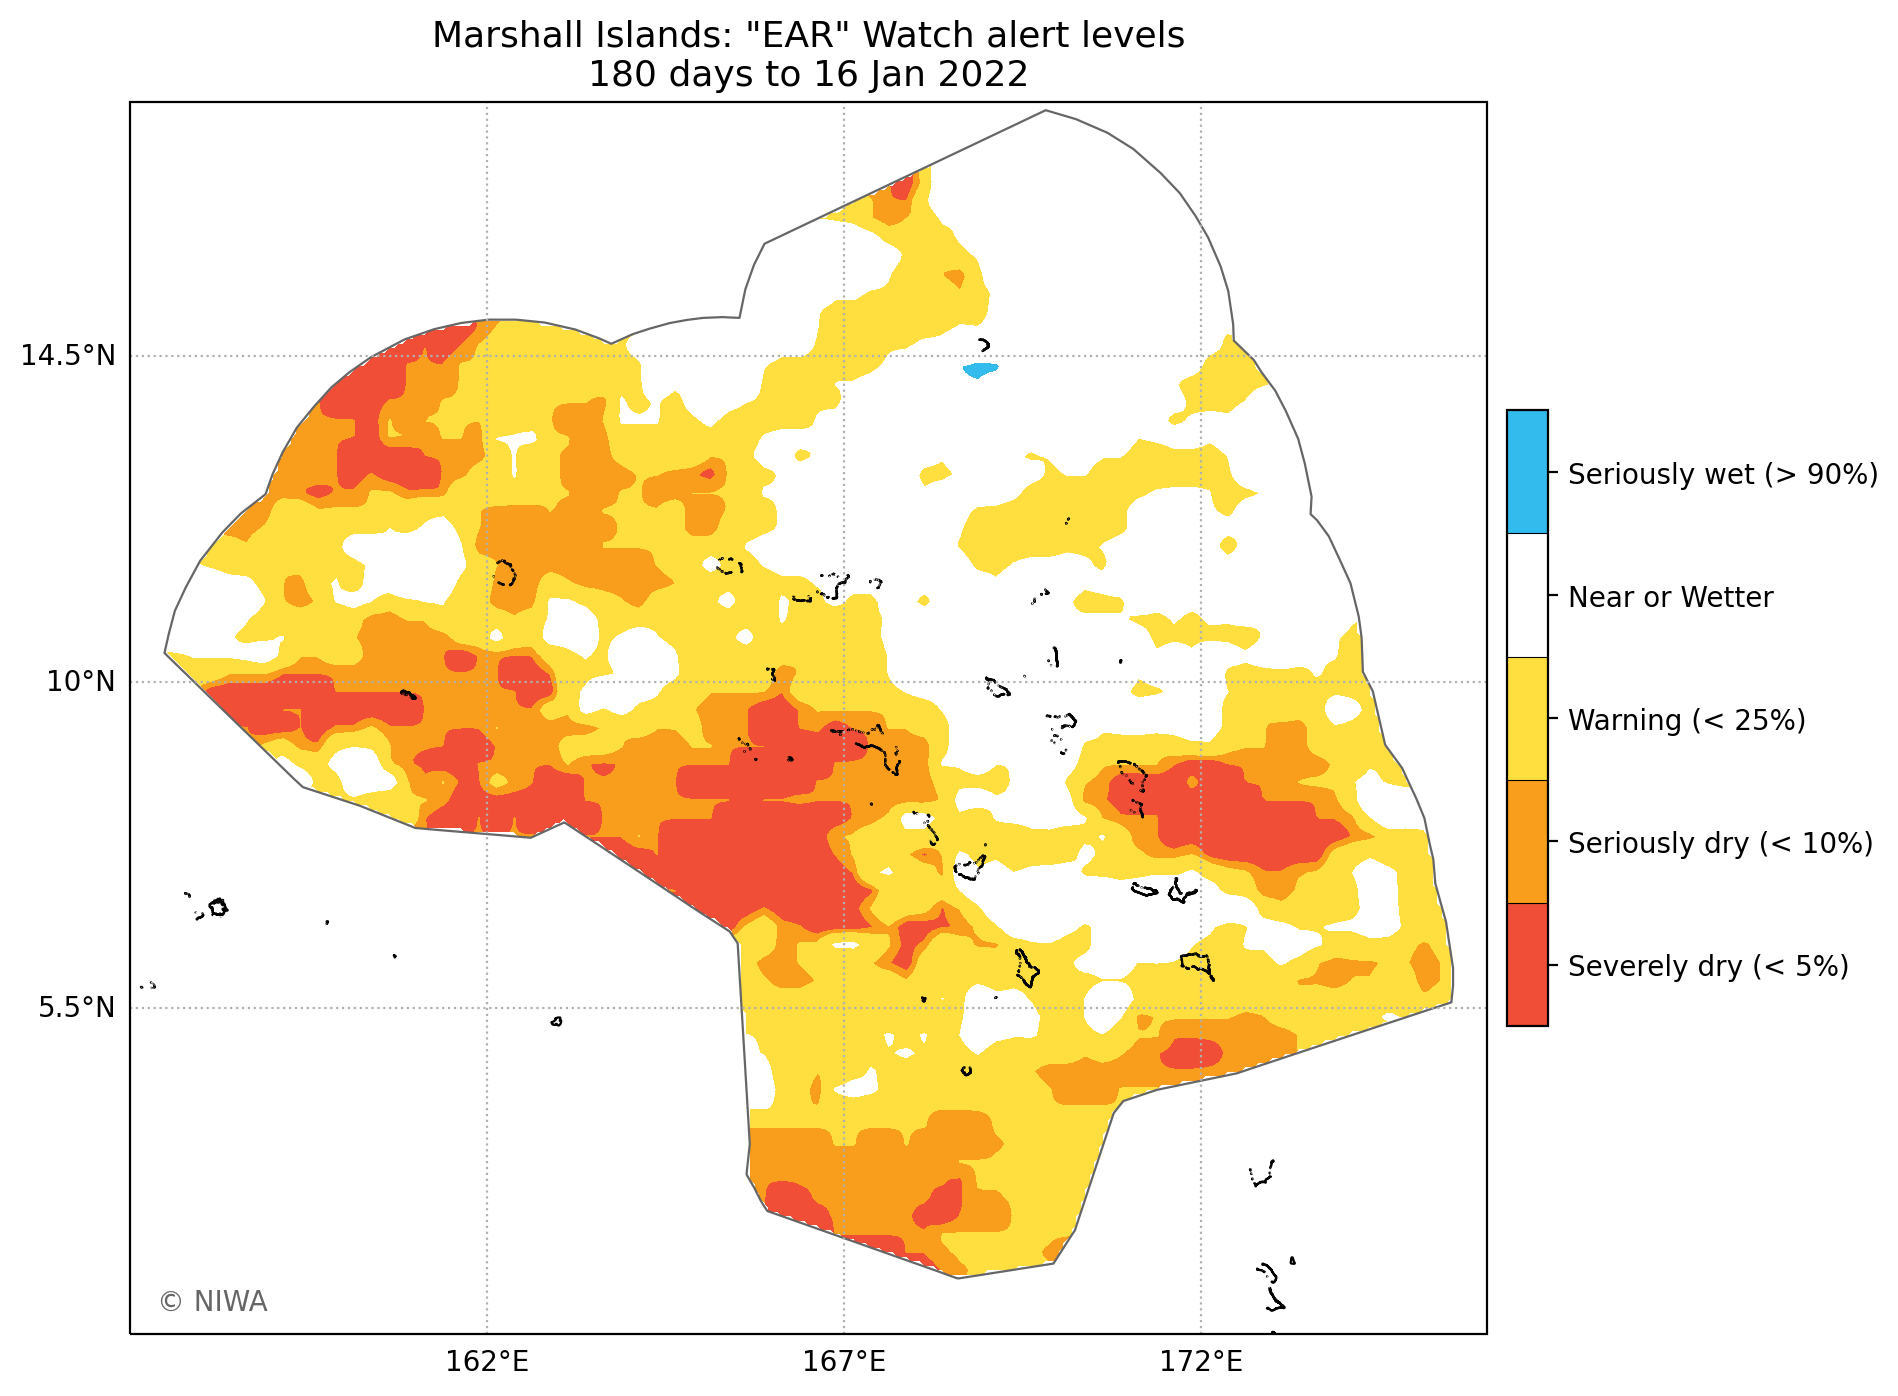 Marshall Islands: "EAR" Watch alert levels
180 days to 16 Jan 2022
14.5°N
10°N
5.5°N
162°E
167°E
172°E
© NIWA
Seriously wet (> 90%)
Near or Wetter
Warning (< 25%)
Seriously dry (< 10%)
Severely dry (< 5%)